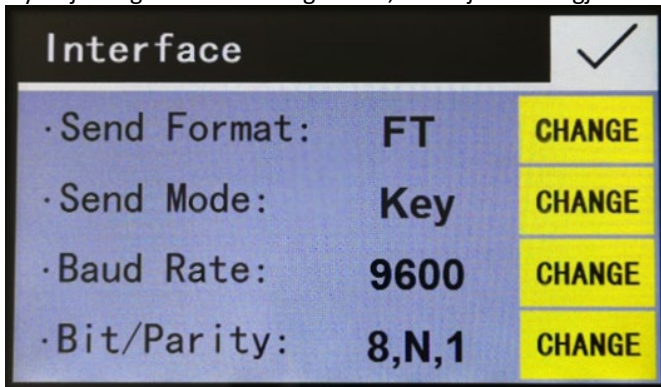 Interface
·Send Format: FT CHANGE
·Send Mode: Key CHANGE
·Baud Rate: 9600 CHANGE
·Bit/Parity: 8,N,1 CHANGE